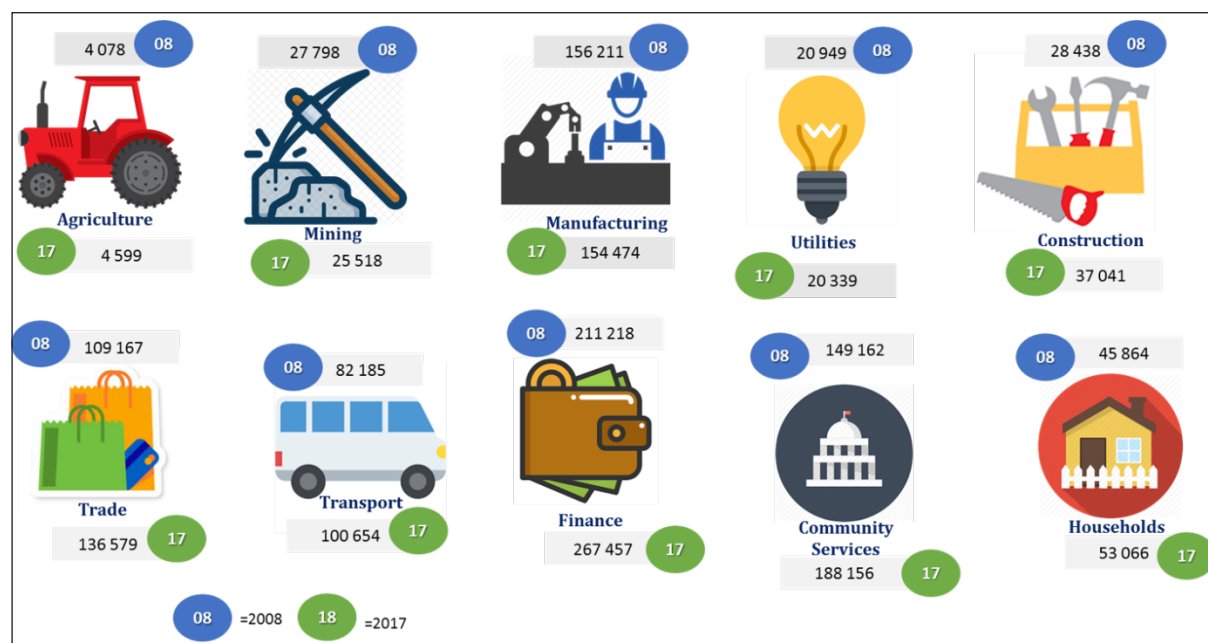 4 078 08
27 798 08
156 211 08
20 949 08
28 438 08
Agriculture
Mining
Manufacturing
Utilities
Construction
17 4 599
17 25 518
17 154 474
17 20 339
17 37 041
08 109 167
08 82 185
08 211 218
08 149 162
08 45 864
Trade
Transport
Finance
Community
Services
Households
136 579 17
100 654 17
267 457 17
188 156 17
53 066 17
08 =2008 18 =2017